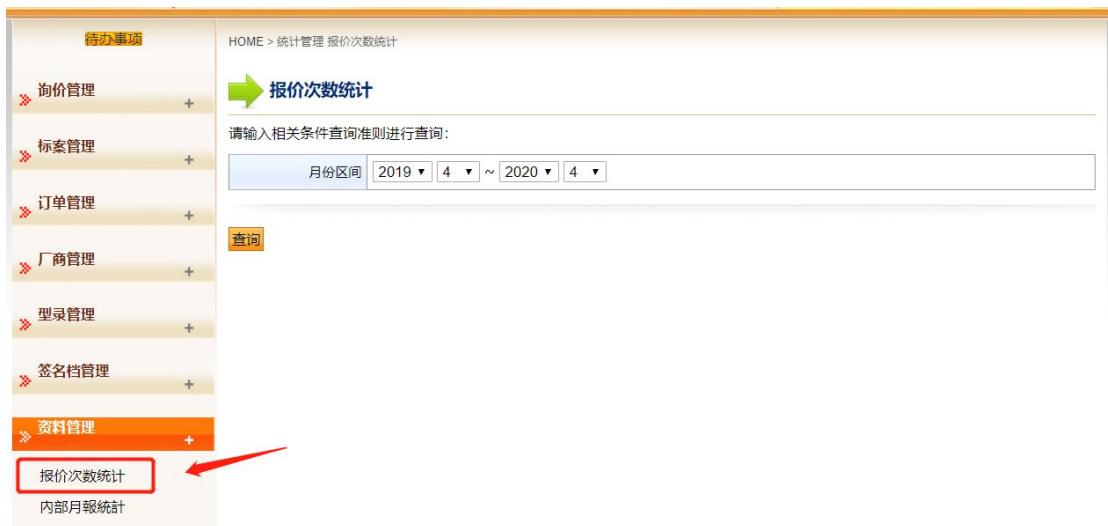 待办事项
询价管理
标案管理
订单管理
厂商管理
型录管理
签名档管理
资料管理
报价次数统计
内部月報統計
HOME > 统计管理 报价次数统计
报价次数统计
请输入相关条件查询准则进行查询：
月份区间 2019 4 ~ 2020 4
查询